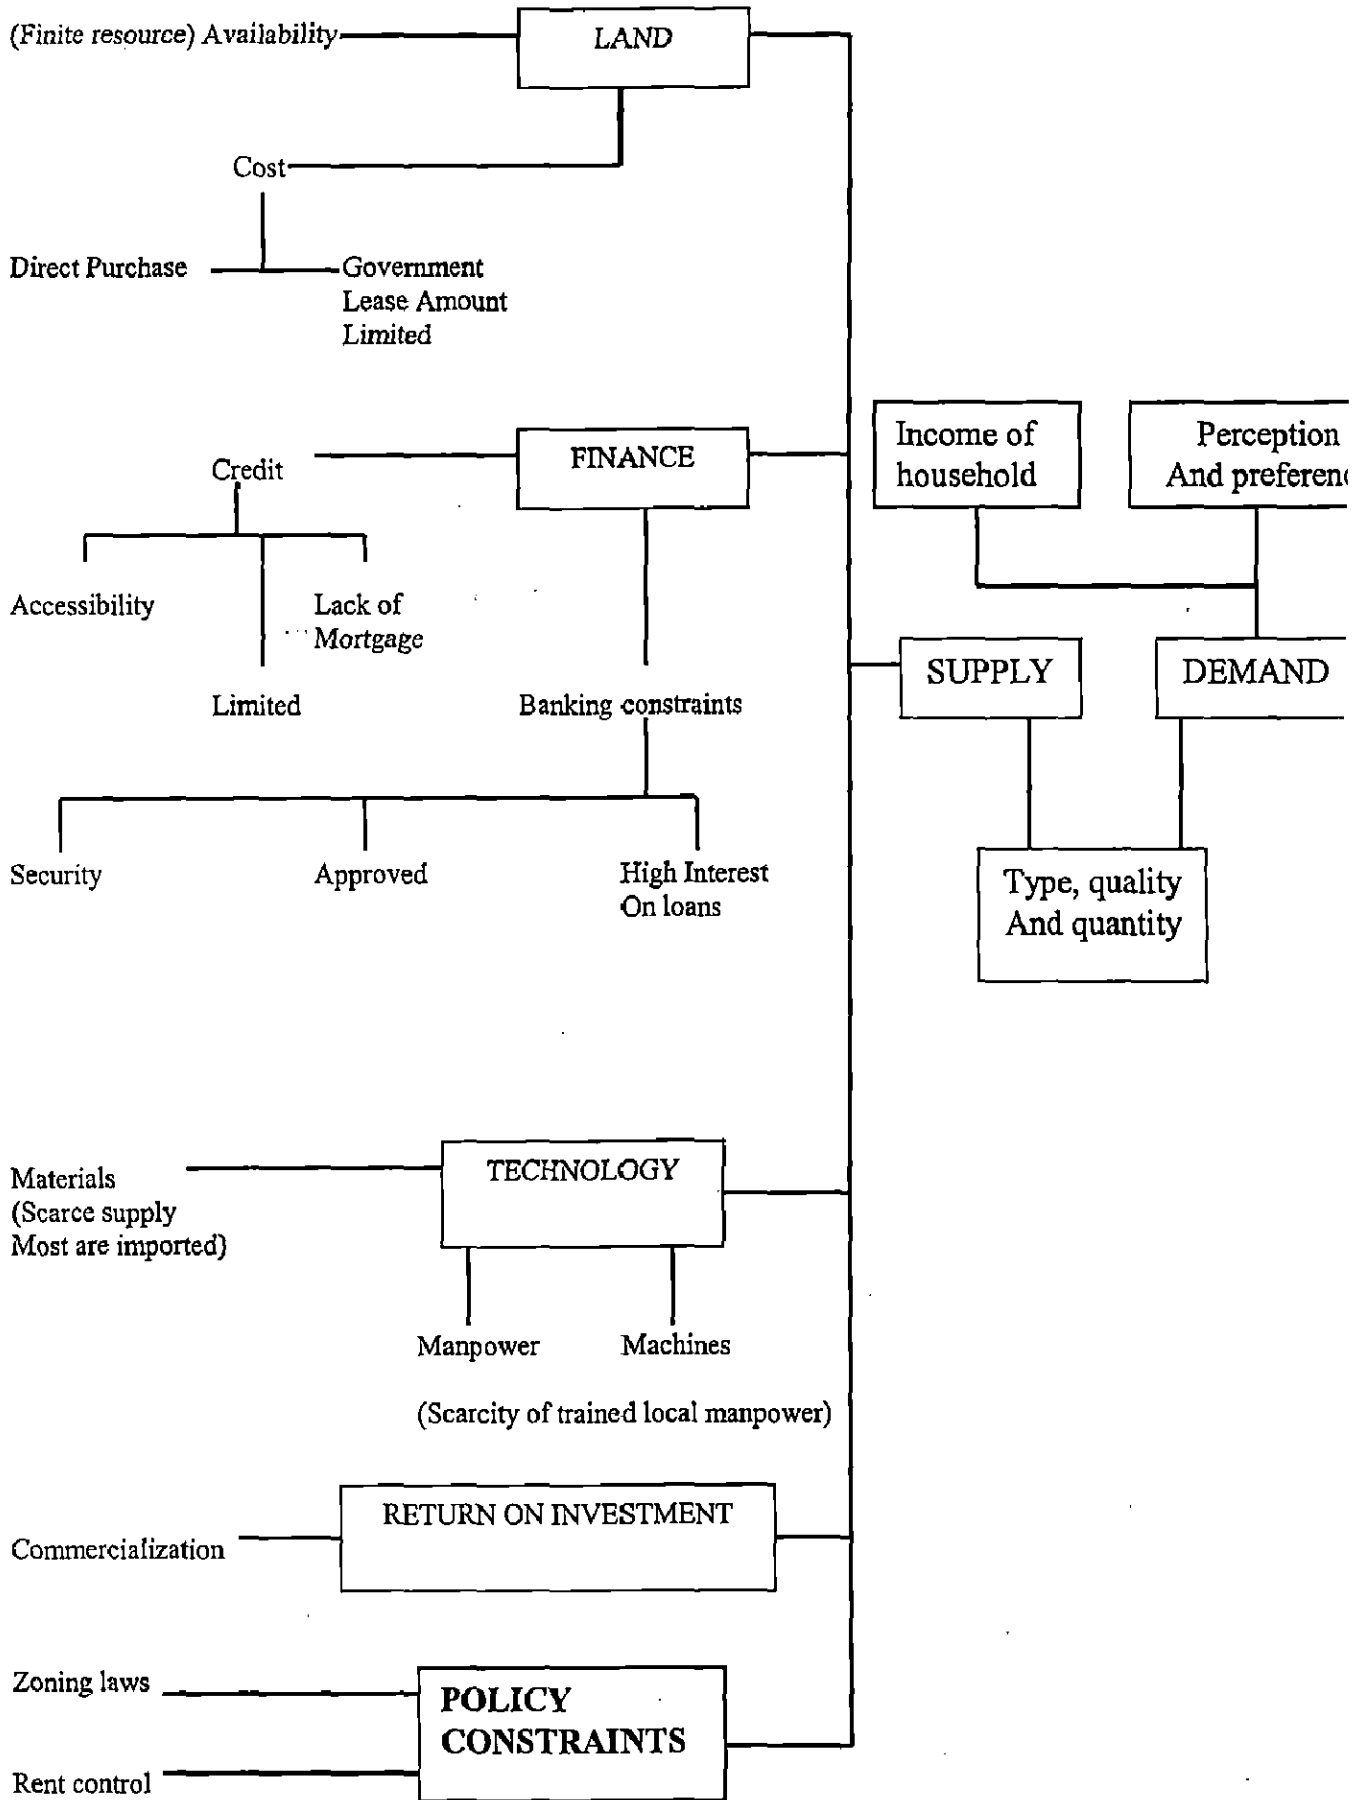 (Finite resource) Availability
LAND
Cost
Direct Purchase
Government
Lease Amount
Limited
Credit
FINANCE
Income of
household
Perception
And
Accessibility
Lack of
Mortgage
Limited
Banking constraints
SUPPLY
DEMAND
Security
Approved
High Interest
On loans
Type, quality
And quantity
Materials
(Scarce supply
Most are imported)
TECHNOLOGY
Manpower
Machines
(Scarcity of trained local manpower)
Commercialization
RETURN ON INVESTMENT
Zoning laws
POLICY
CONSTRAINTS
Rent control